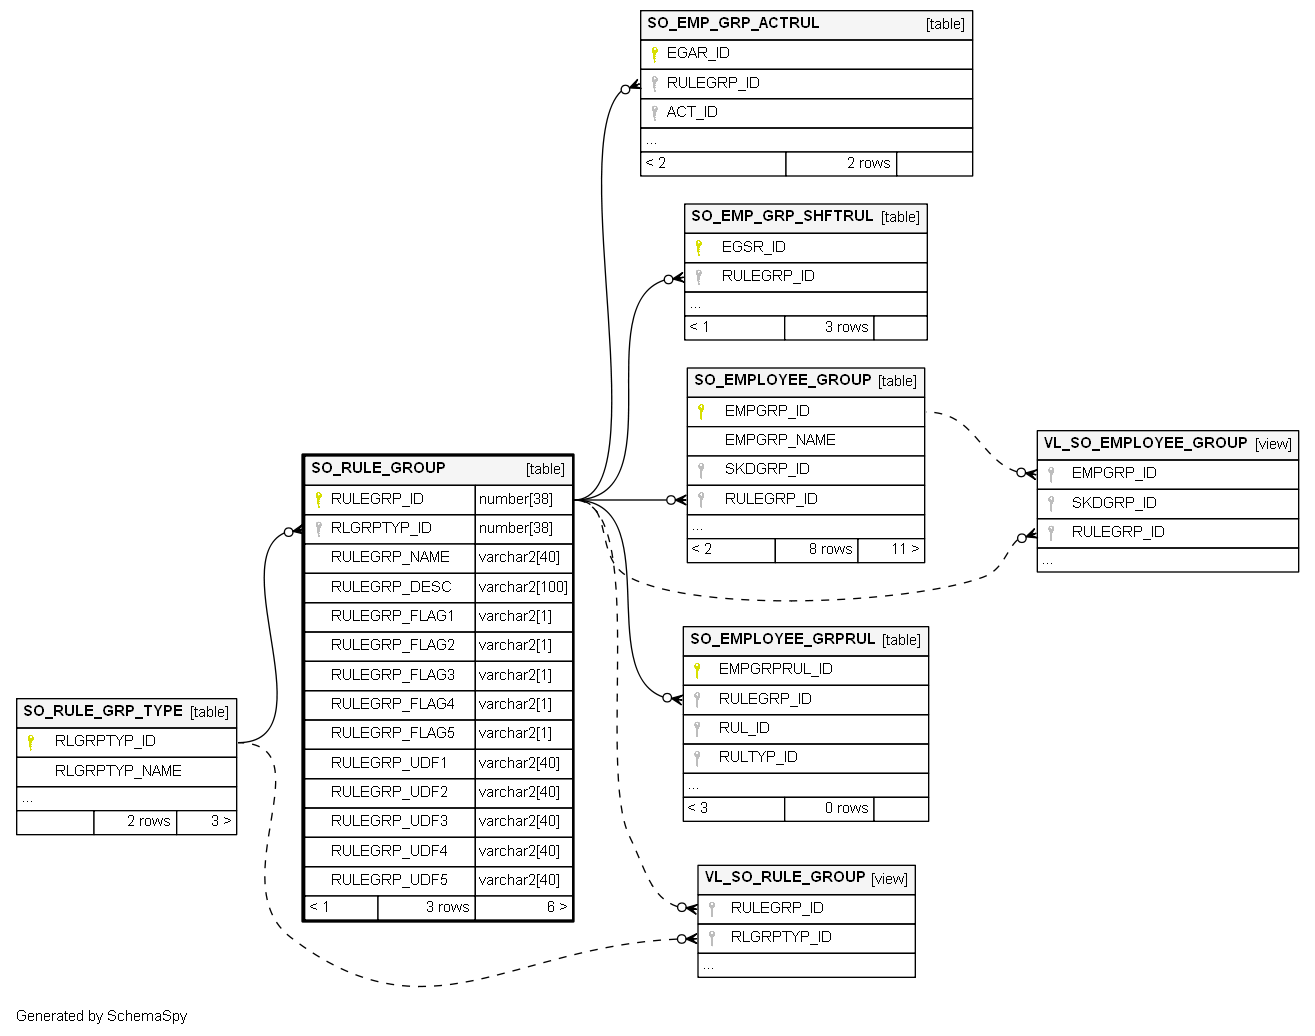 SO_EMP_GRP_ACTRUL [table]
EGAR_ID
RULEGRP_ID
ACT_ID
...
< 2 2 rows
SO_EMP_GRP_SHFTRUL [table]
EGSR_ID
RULEGRP_ID
...
< 1 3 rows
SO_EMPLOYEE_GROUP [table]
EMPGRP_ID
EMPGRP_NAME
SKDGRP_ID
RULEGRP_ID
...
< 2 8 rows 11 >
VL_SO_EMPLOYEE_GROUP [view]
EMPGRP_ID
SKDGRP_ID
RULEGRP_ID
...
SO_RULE_GROUP [table]
RULEGRP_ID number[38]
RLGRPTYP_ID number[38]
RULEGRP_NAME varchar2[40]
RULEGRP_DESC varchar2[100]
RULEGRP_FLAG1 varchar2[1]
RULEGRP_FLAG2 varchar2[1]
RULEGRP_FLAG3 varchar2[1]
RULEGRP_FLAG4 varchar2[1]
RULEGRP_FLAG5 varchar2[1]
RULEGRP_UDF1 varchar2[40]
RULEGRP_UDF2 varchar2[40]
RULEGRP_UDF3 varchar2[40]
RULEGRP_UDF4 varchar2[40]
RULEGRP_UDF5 varchar2[40]
< 1 3 rows 6 >
SO_EMPLOYEE_GRPRUL [table]
EMPGRPRUL_ID
RULEGRP_ID
RUL_ID
RULTYP_ID
...
< 3 0 rows
SO_RULE_GRP_TYPE [table]
RLGRPTYP_ID
RLGRPTYP_NAME
...
2 rows 3 >
VL_SO_RULE_GROUP [view]
RULEGRP_ID
RLGRPTYP_ID
...
Generated by SchemaSpy